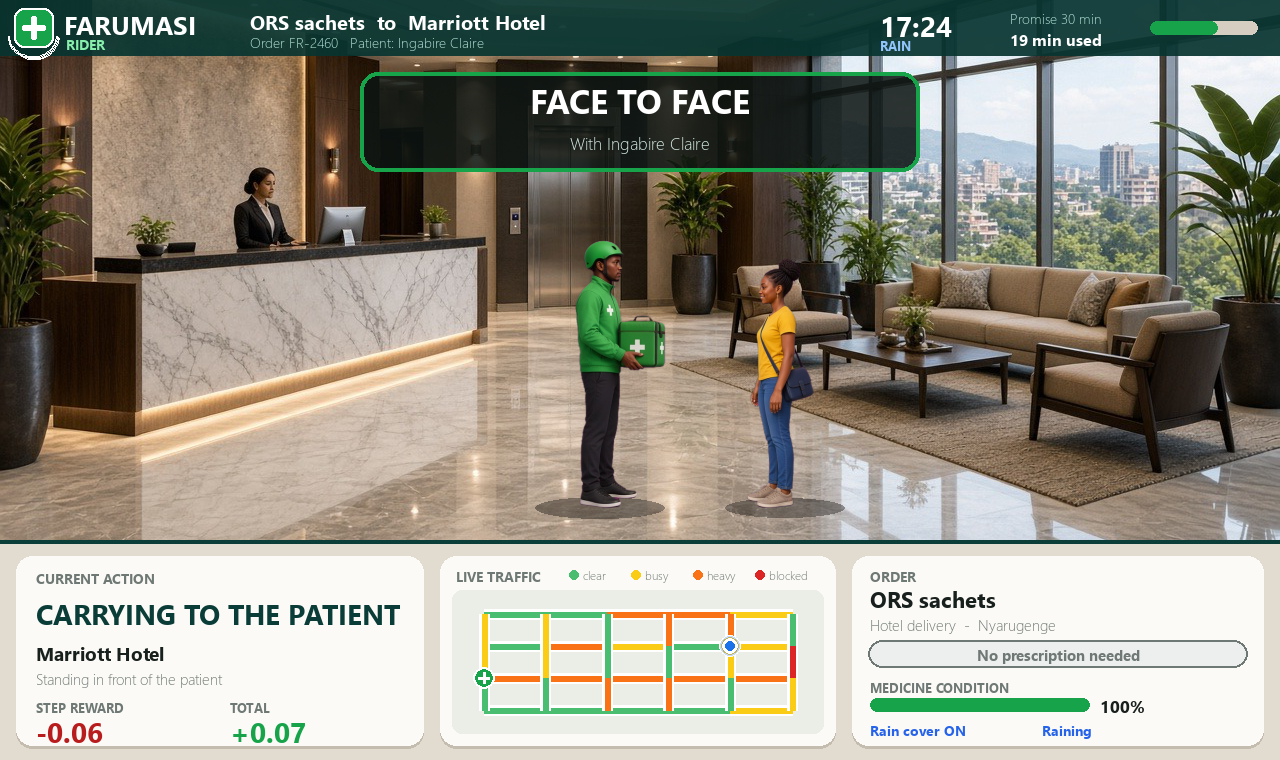 FARUMASI
RIDER
ORS sachets to Marriott Hotel
Order FR-2460 Patient: Ingabire Claire
17:24
RAIN
Promise 30 min
19 min used
FACE TO FACE
With Ingabire Claire
CURRENT ACTION
CARRYING TO THE PATIENT
Marriott Hotel
Standing in front of the patient
STEP REWARD
TOTAL
-0.06
+0.07
LIVE TRAFFIC
clear
busy
heavy
blocked
ORDER
ORS sachets
Hotel delivery - Nyarugenge
No prescription needed
MEDICINE CONDITION
100%
Rain cover ON
Raining